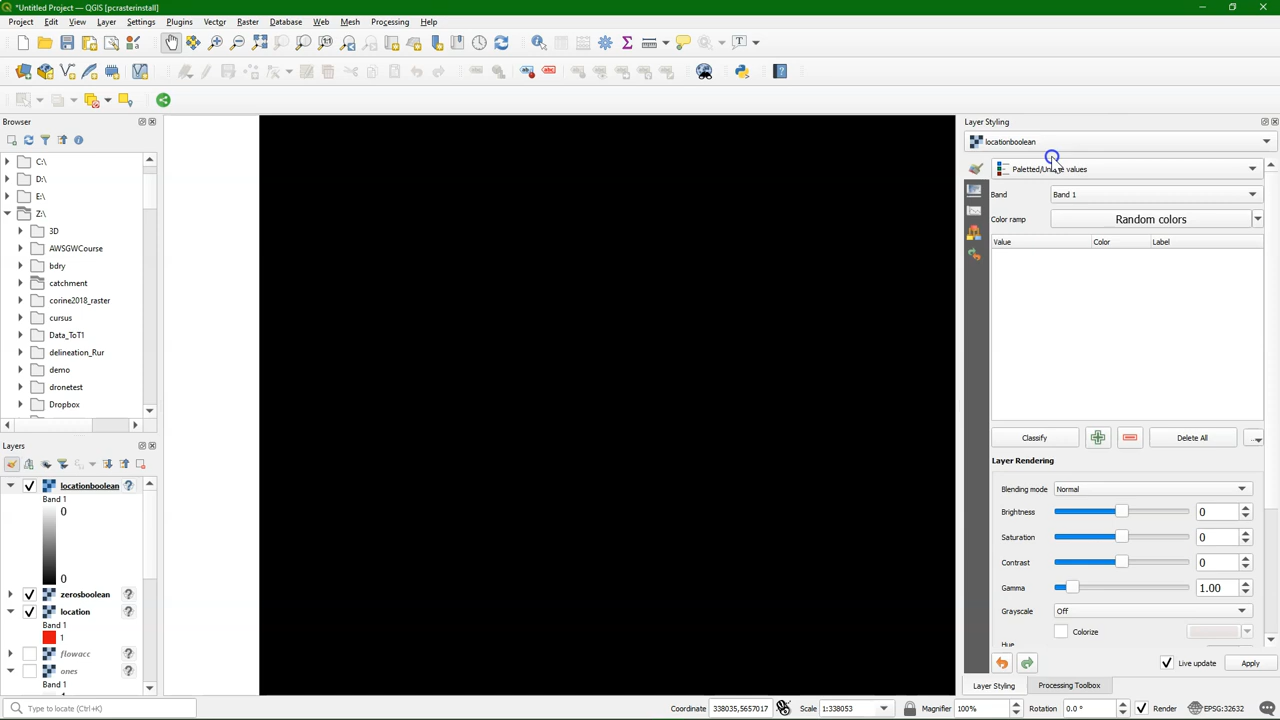 *Untitled Project — QGIS [pcrasterinstall]
Project Edit View Layer Settings Plugins Vector Raster Database Web Mesh Processing Help
Browser
C:\
D:\
E:\
Z:\
3D
AWSGWCourse
bdry
catchment
corine2018_raster
cursus
Data_ToT1
delineation_Rur
demo
dronetest
Dropbox
Layers
locationboolean
Band 1
0
0
zerosboolean
location
Band 1
1
flowacc
ones
Band 1
Layer Styling
locationboolean
Band Band 1
Color ramp Random colors
Value Color Label
Classify Delete All
Layer Rendering
Blending mode Normal
Brightness 0
Saturation 0
Contrast 0
Gamma 1.00
Grayscale Off
Colorize
Hue
Live update Apply
Layer Styling Processing Toolbox
Type to locate (Ctrl+K) Coordinate 338035,5657017 Scale 1:338053 Magnifier 100% Rotation 0.0 ° Render EPSG:32632